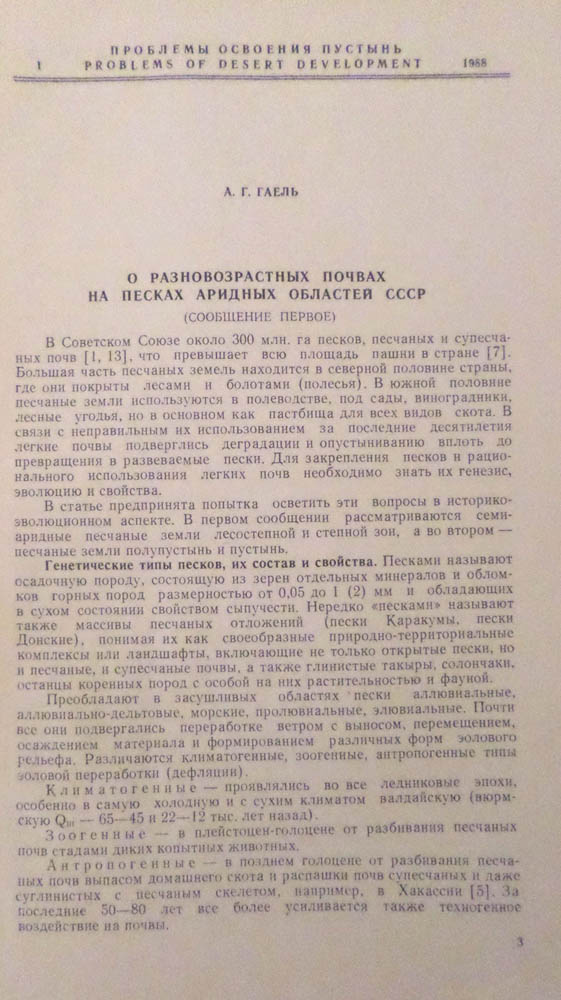 ПРОБЛЕМЫ ОСВОЕНИЯ ПУСТЫНЬ
1 PROBLEMS OF DESERT DEVELOPMENT 1988
А. Г. ГАЕЛЬ
О РАЗНОВОЗРАСТНЫХ ПОЧВАХ
НА ПЕСКАХ АРИДНЫХ ОБЛАСТЕЙ СССР
(СООБЩЕНИЕ ПЕРВОЕ)
В Советском Союзе около 300 млн. га песков, песчаных и супесча-
ных почв [1, 13], что превышает всю площадь пашни в стране [7].
Большая часть песчаных земель находится в северной половине страны,
где они покрыты лесами и болотами (полесья). В южной половине
песчаные земли используются в полеводстве, под сады, виноградники,
лесные угодья, но в основном как пастбища для всех видов скота. В
связи с неправильным их использованием за последние десятилетия
легкие почвы подверглись деградации и опустыниванию вплоть до
превращения в развеваемые пески. Для закрепления песков и рацио-
нального использования легких почв необходимо знать их генезис,
эволюцию и свойства.
В статье предпринята попытка осветить эти вопросы в историко-
эволюционном аспекте. В первом сообщении рассматриваются семи-
аридные песчаные земли лесостепной и степной зон, а во втором —
песчаные земли полупустынь и пустынь.
Генетические типы песков, их состав и свойства. Песками называют
осадочную породу, состоящую из зерен отдельных минералов и облом-
ков горных пород размерностью от 0,05 до 1 (2) мм и обладающих
в сухом состоянии свойством сыпучести. Нередко «песками» называют
также массивы песчаных отложений (пески Каракумы, пески
Донские), понимая их как своеобразные природно-территориальные
комплексы или ландшафты, включающие не только открытые пески, но
и песчаные, и супесчаные почвы, а также глинистые такыры, солончаки,
останцы коренных пород с особой на них растительностью и фауной.
Преобладают в засушливых областях пески аллювиальные,
аллювиально-дельтовые, морские, пролювиальные, элювиальные. Почти
все они подвергались переработке ветром с выносом, перемещением,
осаждением материала и формированием различных форм эолового
рельефа. Различаются климатогенные, зоогенные, антропогенные типы
эоловой переработки (дефляции).
Климатогенные — проявлялись во все ледниковые эпохи,
особенно в самую холодную и с сухим климатом валдайскую (вюрм-
скую QIII — 65—45 и 22—12 тыс. лет назад).
Зоогенные — в плейстоцен-голоцене от разбивания песчаных
почв стадами диких копытных животных.
Антропогенные — в позднем голоцене от разбивания песча-
ных почв выпасом домашнего скота и распашки почв супесчаных и даже
суглинистых с песчаным скелетом, например, в Хакассии [5]. За
последние 50—80 лет все более усиливается также техногенное
воздействие на почвы.
3